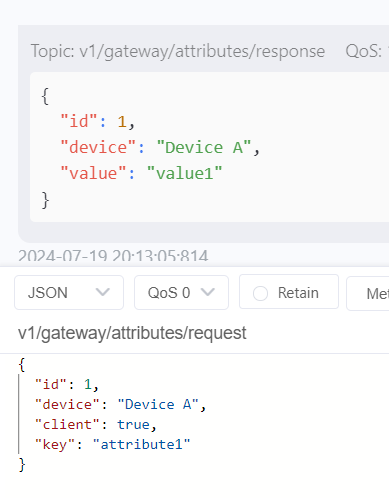 Topic: v1/gateway/attributes/response QoS:
{
"id": 1,
"device": "Device A",
"value": "value1"
}
2024-07-19 20:13:05:814
JSON QoS 0 Retain Met
v1/gateway/attributes/request
{
"id": 1,
"device": "Device A",
"client": true,
"key": "attribute1"
}